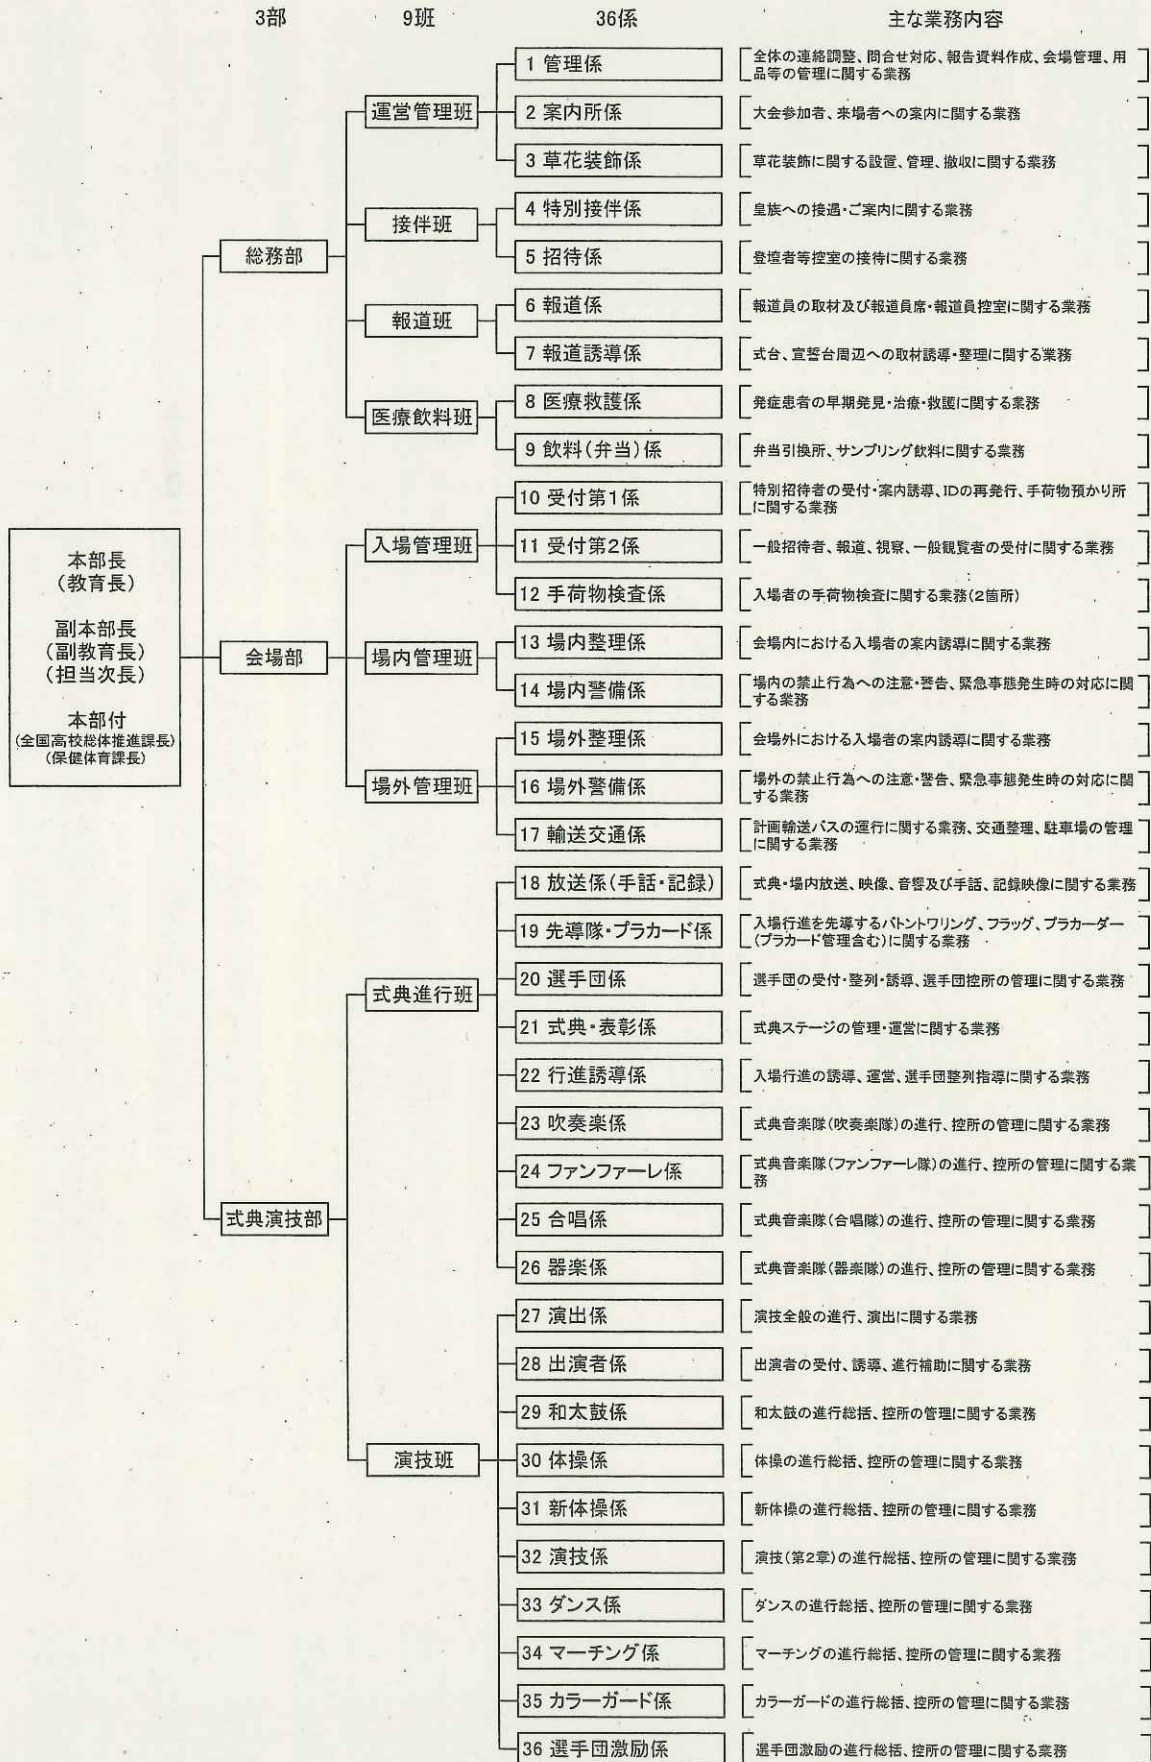 3部 9班 36係 主な業務内容
1 管理係 全体の連絡調整、問合せ対応、報告資料作成、会場管理、用
品等の管理に関する業務
運営管理班 2 案内所係 大会参加者、来場者への案内に関する業務
3 草花装飾係 草花装飾に関する設置、管理、撤収に関する業務
4 特別接伴係 皇族への接遇・ご案内に関する業務
接伴班
総務部 5 招待係 登壇者等控室の接待に関する業務
6 報道係 報道員の取材及び報道員席・報道員控室に関する業務
報道班
7 報道誘導係 式台、宣誓台周辺への取材誘導・整理に関する業務
8 医療救護係 発症患者の早期発見・治療・救護に関する業務
医療飲料班
9 飲料(弁当)係 弁当引換所、サンプリング飲料に関する業務
10 受付第1係 特別招待者の受付・案内誘導、IDの再発行、手荷物預かり所
に関する業務
入場管理班 11 受付第2係 一般招待者、報道、視察、一般観覧者の受付に関する業務
12 手荷物検査係 入場者の手荷物検査に関する業務(2箇所)
本部長
(教育長)
副本部長
(副教育長)
(担当次長)
本部付
(全国高校総体推進課長)
(保健体育課長)
13 場内整理係 会場内における入場者の案内誘導に関する業務
会場部 場内管理班
14 場内警備係 場内の禁止行為への注意・警告、緊急事態発生時の対応に関
する業務
15 場外整理係 会場外における入場者の案内誘導に関する業務
場外管理班 16 場外警備係 場外の禁止行為への注意・警告、緊急事態発生時の対応に関
する業務
17 輸送交通係 計画輸送バスの運行に関する業務、交通整理、駐車場の管理
に関する業務
18 放送係(手話・記録) 式典・場内放送、映像、音響及び手話、記録映像に関する業務
19 先導隊・プラカード係 入場行進を先導するバトントワリング、フラッグ、プラカーダー
(プラカード管理含む)に関する業務
式典進行班 20 選手団係 選手団の受付・整列・誘導、選手団控所の管理に関する業務
21 式典・表彰係 式典ステージの管理・運営に関する業務
22 行進誘導係 入場行進の誘導、運営、選手団整列指導に関する業務
23 吹奏楽係 式典音楽隊(吹奏楽隊)の進行、控所の管理に関する業務
24 ファンファーレ係 式典音楽隊(ファンファーレ隊)の進行、控所の管理に関する業
務
式典演技部 25 合唱係 式典音楽隊(合唱隊)の進行、控所の管理に関する業務
26 器楽係 式典音楽隊(器楽隊)の進行、控所の管理に関する業務
27 演出係 演技全般の進行、演出に関する業務
28 出演者係 出演者の受付、誘導、進行補助に関する業務
29 和太鼓係 和太鼓の進行総括、控所の管理に関する業務
演技班 30 体操係 体操の進行総括、控所の管理に関する業務
31 新体操係 新体操の進行総括、控所の管理に関する業務
32 演技係 演技(第2章)の進行総括、控所の管理に関する業務
33 ダンス係 ダンスの進行総括、控所の管理に関する業務
34 マーチング係 マーチングの進行総括、控所の管理に関する業務
35 カラーガード係 カラーガードの進行総括、控所の管理に関する業務
36 選手団激励係 選手団激励の進行総括、控所の管理に関する業務